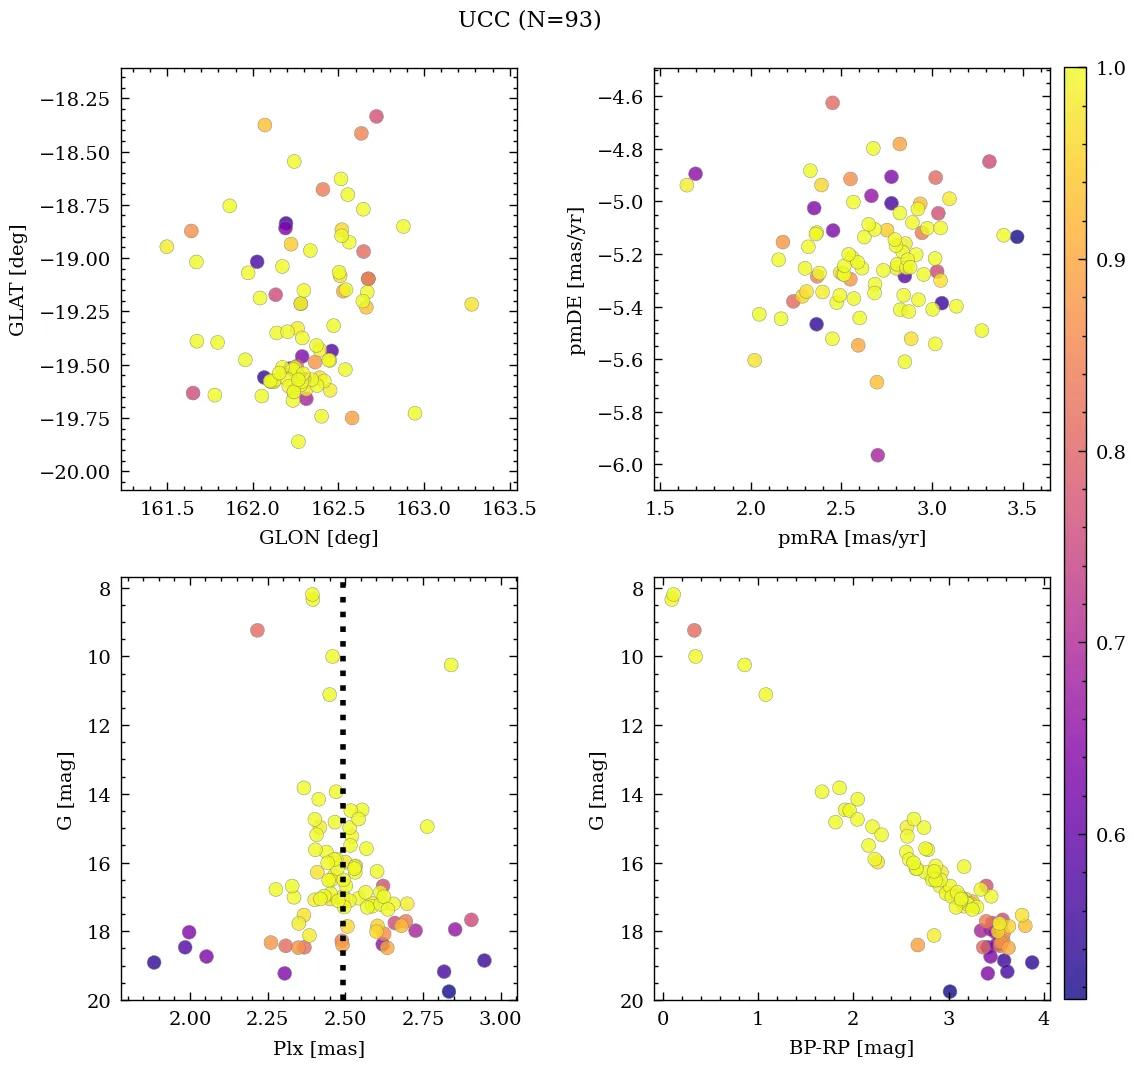 UCC (N=93)
−18.25
−18.50
−18.75
−19.00
−19.25
−19.50
−19.75
−20.00
GLAT [deg]
161.5 162.0 162.5 163.0 163.5
GLON [deg]
−4.6
−4.8
−5.0
−5.2
−5.4
−5.6
−5.8
−6.0
pmDE [mas/yr]
1.5 2.0 2.5 3.0 3.5
pmRA [mas/yr]
8
10
12
14
16
18
20
G [mag]
2.00 2.25 2.50 2.75 3.00
Plx [mas]
8
10
12
14
16
18
20
G [mag]
0 1 2 3 4
BP-RP [mag]
1.0
0.9
0.8
0.7
0.6